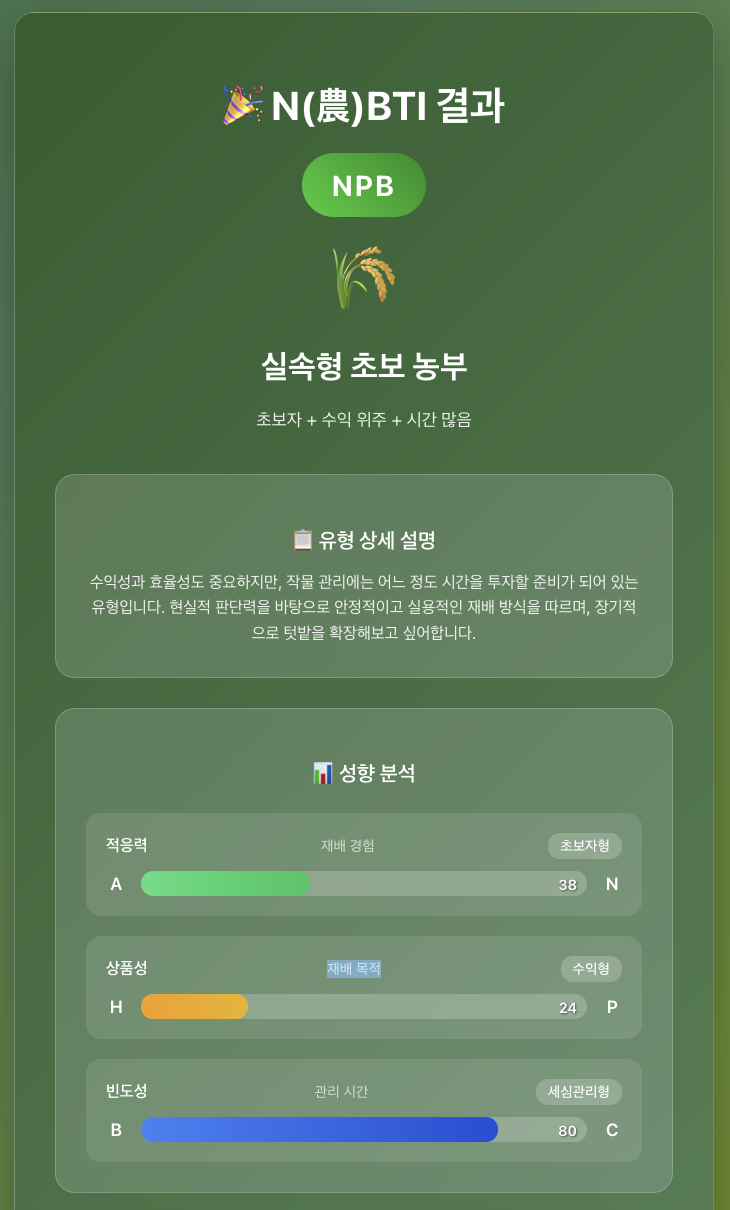 N(農)BTI 결과
NPB
실속형 초보 농부
초보자 + 수익 위주 + 시간 많음
유형 상세 설명
수익성과 효율성도 중요하지만, 작물 관리에는 어느 정도 시간을 투자할 준비가 되어 있는
유형입니다. 현실적 판단력을 바탕으로 안정적이고 실용적인 재배 방식을 따르며, 장기적
으로 텃밭을 확장해보고 싶어합니다.
성향 분석
적응력 재배 경험 초보자형
A 38 N
상품성 재배 목적 수익형
H 24 P
빈도성 관리 시간 세심관리형
B 80 C